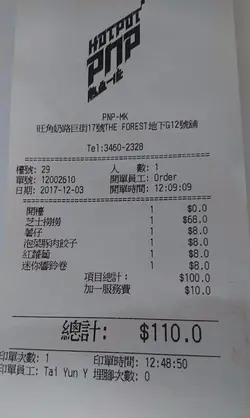 HOTPOT
PNP
PNP-MK
旺角奶路臣街17號THE FOREST地下G12號舖
Tel:3460-2328
檯號: 29 人 數: 1
單號: 12002610 開單員工: Order
日期: 2017-12-03 開單時間: 12:09:09
開檯 1 $0.0
芝士撈撈 1 $68.0
薯仔 1 $8.0
泡菜豚肉餃子 1 $8.0
紅蘿蔔 1 $8.0
迷你響鈴卷 1 $8.0
項目總計: $100.0
加一服務費 $10.0
總計: $110.0
印單次數: 1 印單時間: 12:48:50
印單員工: Tai Yun Y 埋腳次數: 0